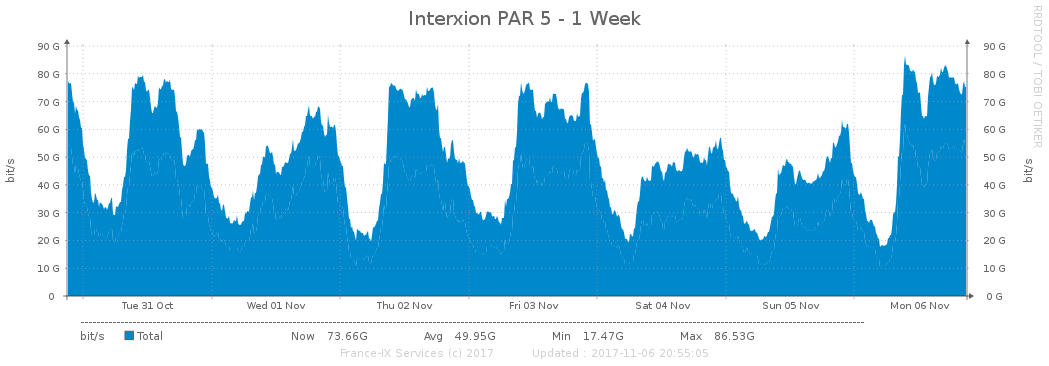 Interxion PAR 5 - 1 Week
RRDTOOL / TOBI OETIKER
bit/s
90 G
80 G
70 G
60 G
50 G
40 G
30 G
20 G
10 G
0
90 G
80 G
70 G
60 G
50 G
40 G
30 G
20 G
10 G
0 G
bit/s
Tue 31 Oct Wed 01 Nov Thu 02 Nov Fri 03 Nov Sat 04 Nov Sun 05 Nov Mon 06 Nov
bit/s Total Now 73.66G Avg 49.95G Min 17.47G Max 86.53G
France-IX Services (c) 2017 Updated : 2017-11-06 20:55:05